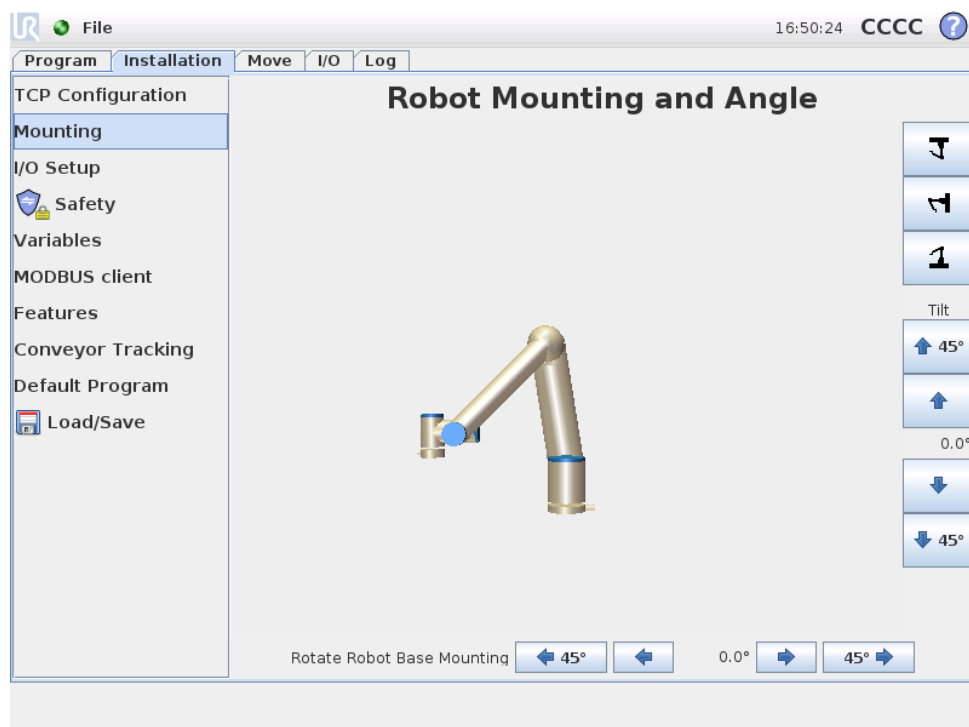 UR File 16:50:24 CCCC ?
Program Installation Move I/O Log
TCP Configuration
Mounting
I/O Setup
Safety
Variables
MODBUS client
Features
Conveyor Tracking
Default Program
Load/Save
Robot Mounting and Angle
Tilt
45°
0.0°
45°
Rotate Robot Base Mounting 45° 0.0° 45°